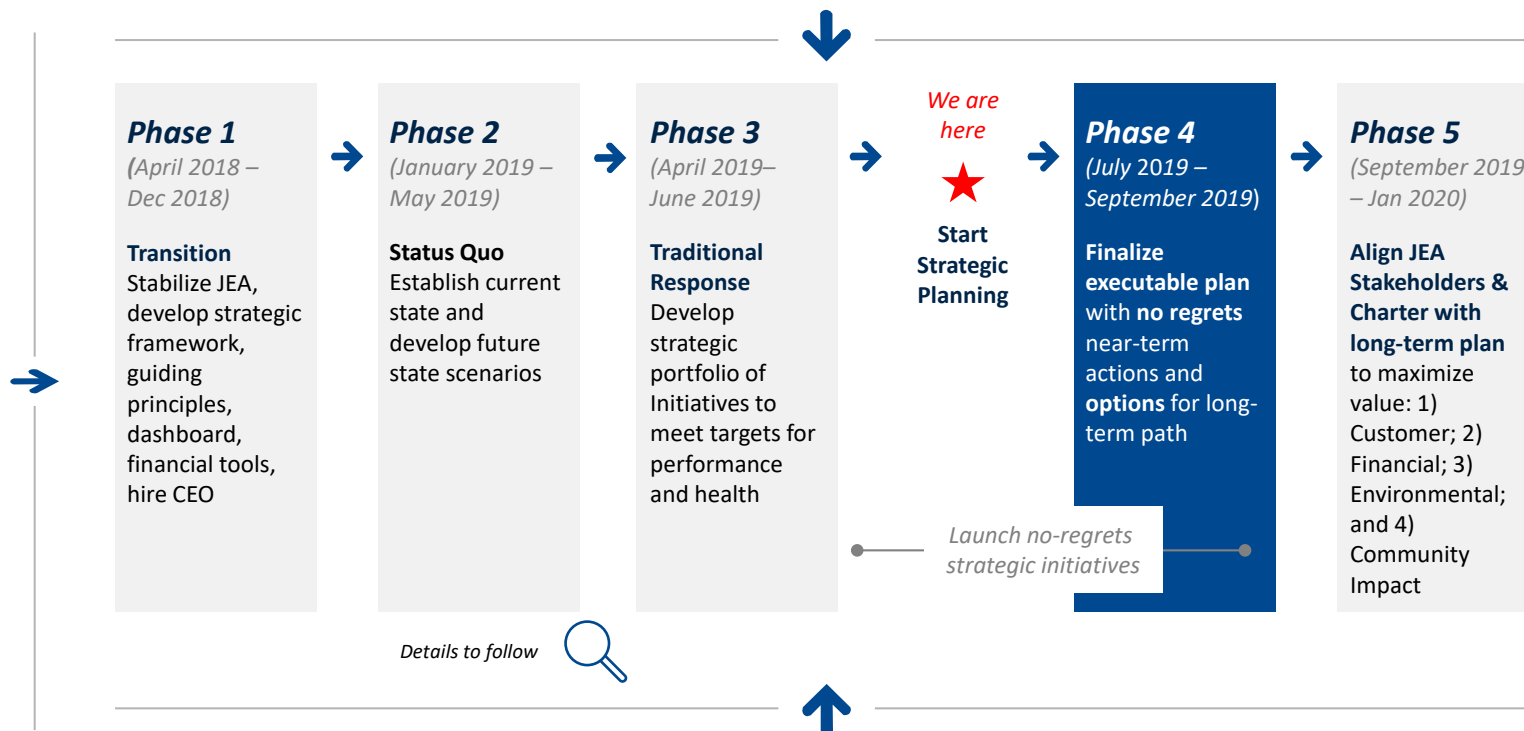 Phase 1
(April 2018 –
Dec 2018)
Transition
Stabilize JEA,
develop strategic
framework,
guiding
principles,
dashboard,
financial tools,
hire CEO
Phase 2
(January 2019 –
May 2019)
Status Quo
Establish current
state and
develop future
state scenarios
Phase 3
(April 2019–
June 2019)
Traditional
Response
Develop
strategic
portfolio of
Initiatives to
meet targets for
performance
and health
We are
here
Start
Strategic
Planning
Phase 4
(July 2019 –
September 2019)
Finalize
executable plan
with no regrets
near-term
actions and
options for long-
term path
Phase 5
(September 2019
– Jan 2020)
Align JEA
Stakeholders &
Charter with
long-term plan
to maximize
value: 1)
Customer; 2)
Financial; 3)
Environmental;
and 4)
Community
Impact
Launch no-regrets
strategic initiatives
Details to follow